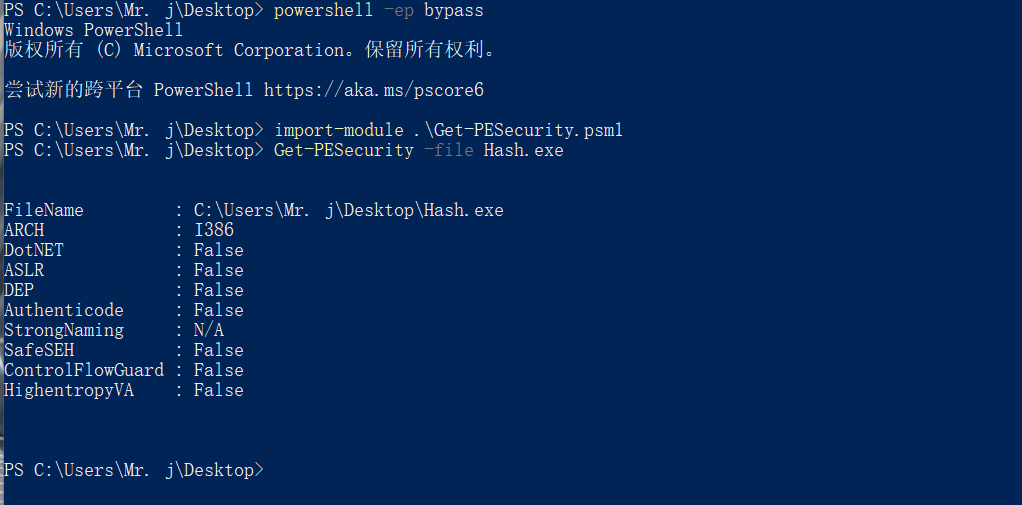 PS C:\Users\Mr. j\Desktop> powershell -ep bypass
Windows PowerShell
版权所有 (C) Microsoft Corporation。保留所有权利。
尝试新的跨平台 PowerShell https://aka.ms/pscore6
PS C:\Users\Mr. j\Desktop> import-module .\Get-PESecurity.psm1
PS C:\Users\Mr. j\Desktop> Get-PESecurity -file Hash.exe
FileName : C:\Users\Mr. j\Desktop\Hash.exe
ARCH : I386
DotNET : False
ASLR : False
DEP : False
Authenticode : False
StrongNaming : N/A
SafeSEH : False
ControlFlowGuard : False
HighentropyVA : False
PS C:\Users\Mr. j\Desktop>